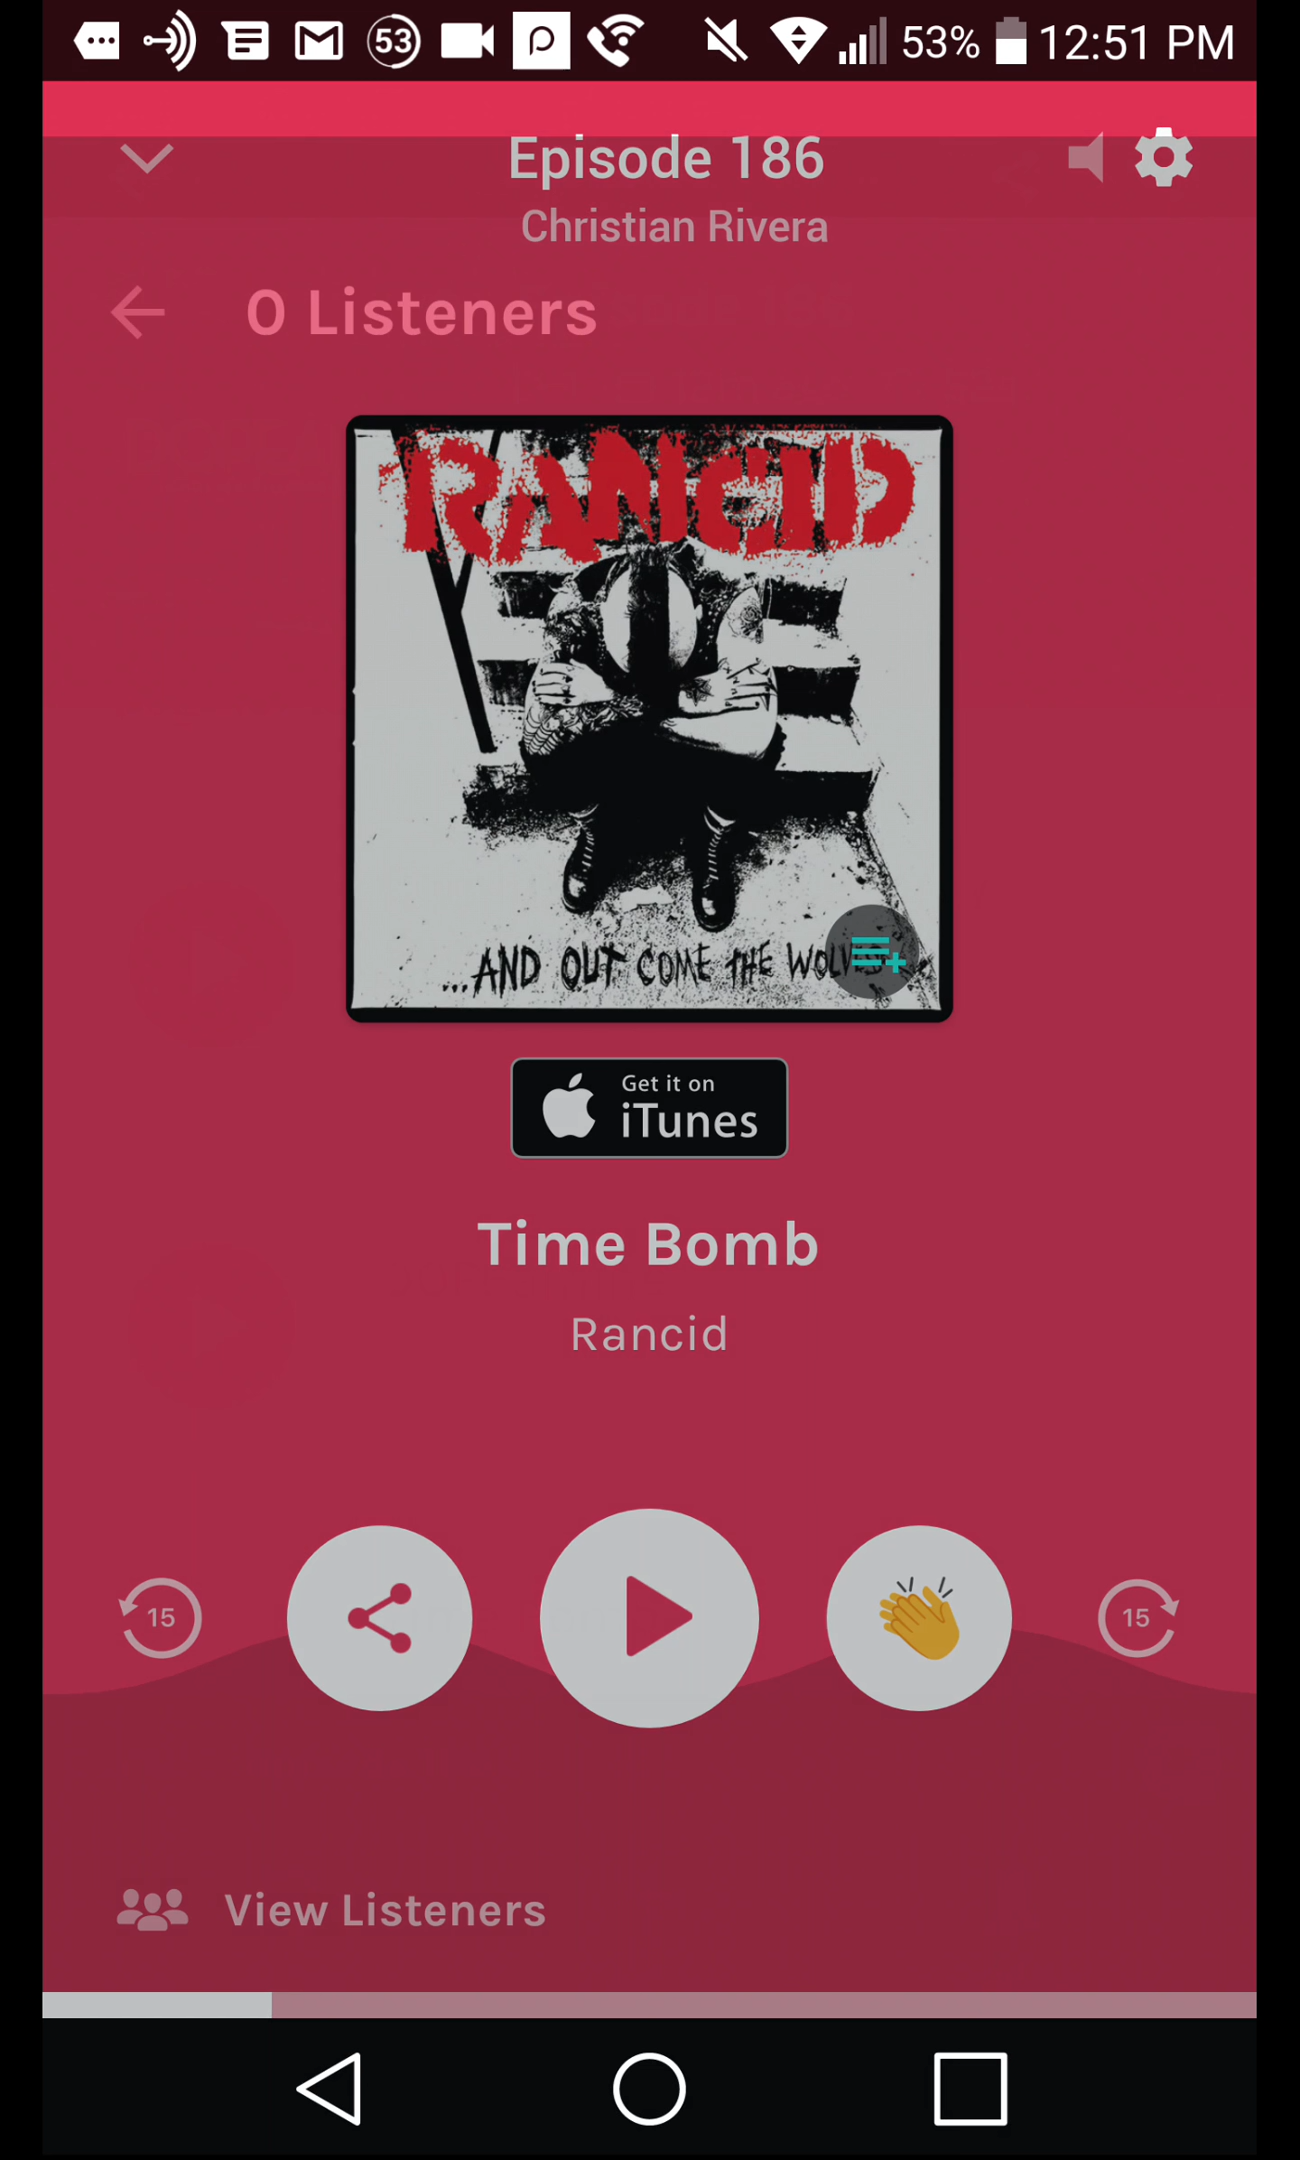 53 53% 12:51 PM
Episode 186
Christian Rivera
0 Listeners
RANCID
...AND OUT COME THE WOLVES
Get it on
iTunes
Time Bomb
Rancid
15 15
View Listeners